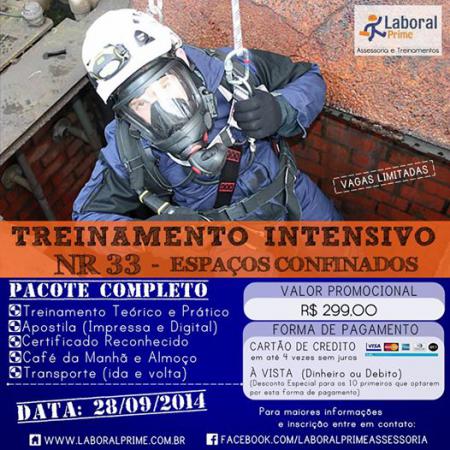 Laboral
Prime
Assessoria e Treinamentos
VAGAS LIMITADAS
TREINAMENTO INTENSIVO
NR 33 - ESPAÇOS CONFINADOS
PACOTE COMPLETO
Treinamento Teórico e Prático
Apostila (Impressa e Digital)
Certificado Reconhecido
Café da Manhã e Almoço
Transporte (ida e volta)
DATA: 28/09/2014
VALOR PROMOCIONAL
R$ 299,00
FORMA DE PAGAMENTO
CARTÃO DE CREDITO
em até 4 vezes sem juros
À VISTA (Dinheiro ou Debito)
(Desconto Especial para os 10 primeiros que optarem
por esta forma de pagamento)
Para maiores informações
e inscrição entre em contato:
WWW.LABORALPRIME.COM.BR
FACEBOOK.COM/LABORALPRIMEASSESSORIA